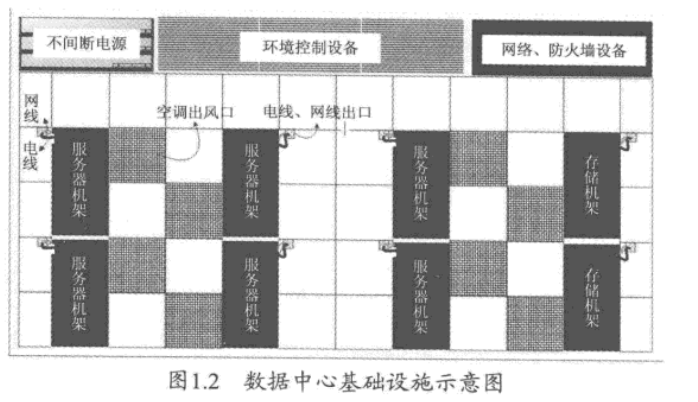 不间断电源
环境控制设备
网络、防火墙设备
网线
空调出风口
电线、网线出口
电线
服务器机架
服务器机架
服务器机架
存储机架
服务器机架
服务器机架
服务器机架
存储机架
图1.2 数据中心基础设施示意图